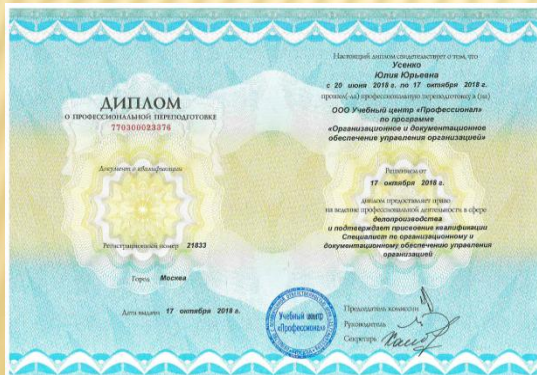 ДИПЛОМ
О ПРОФЕССИОНАЛЬНОЙ ПЕРЕПОДГОТОВКЕ
770300023376
Документ о квалификации
Регистрационный номер 21833
Город Москва
Дата выдачи 17 октября 2018 г.
Настоящий диплом свидетельствует о том, что
Усенко
Юлия Юрьевна
с 20 июня 2018 г. по 17 октября 2018 г.
прошел(-ла) профессиональную переподготовку в (на)
ООО Учебный центр «Профессионал»
по программе
«Организационное и документационное
обеспечение управления организацией»
Решением от
17 октября 2018 г.
диплом предоставляет право
на ведение профессиональной деятельности в сфере
делопроизводства
и подтверждает присвоение квалификации
Специалист по организационному и
документационному обеспечению управления
организацией
Председатель комиссии
Руководитель
Секретарь
Учебный центр
«Профессионал»